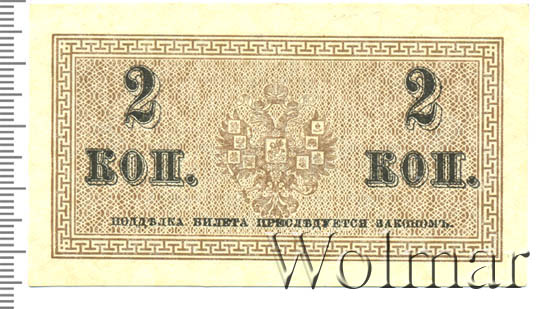 2 2
КОП. КОП.
ПОДДѢЛКА БИЛЕТА ПРЕСЛѢДУЕТСЯ ЗАКОНОМЪ.
Wolmar